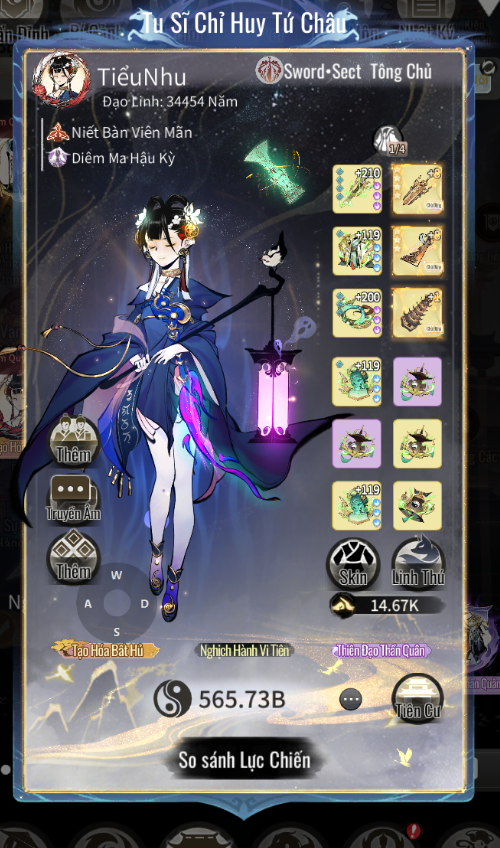 Tu Sĩ Chỉ Huy Tứ Châu
TiểuNhu
Sword•Sect Tông Chủ
Đạo Linh: 34454 Năm
Niết Bàn Viên Mãn
Diêm Ma Hậu Kỳ
1/4
+210
+119
+200
+119
+119
Thêm
Truyền Âm
Thêm
W
A D
S
Skin
Linh Thú
14.67K
Tạo Hóa Bất Hủ
Nghịch Hành Vi Tiên
Thiên Đạo Thần Quân
565.73B
Tiên Cư
So sánh Lực Chiến